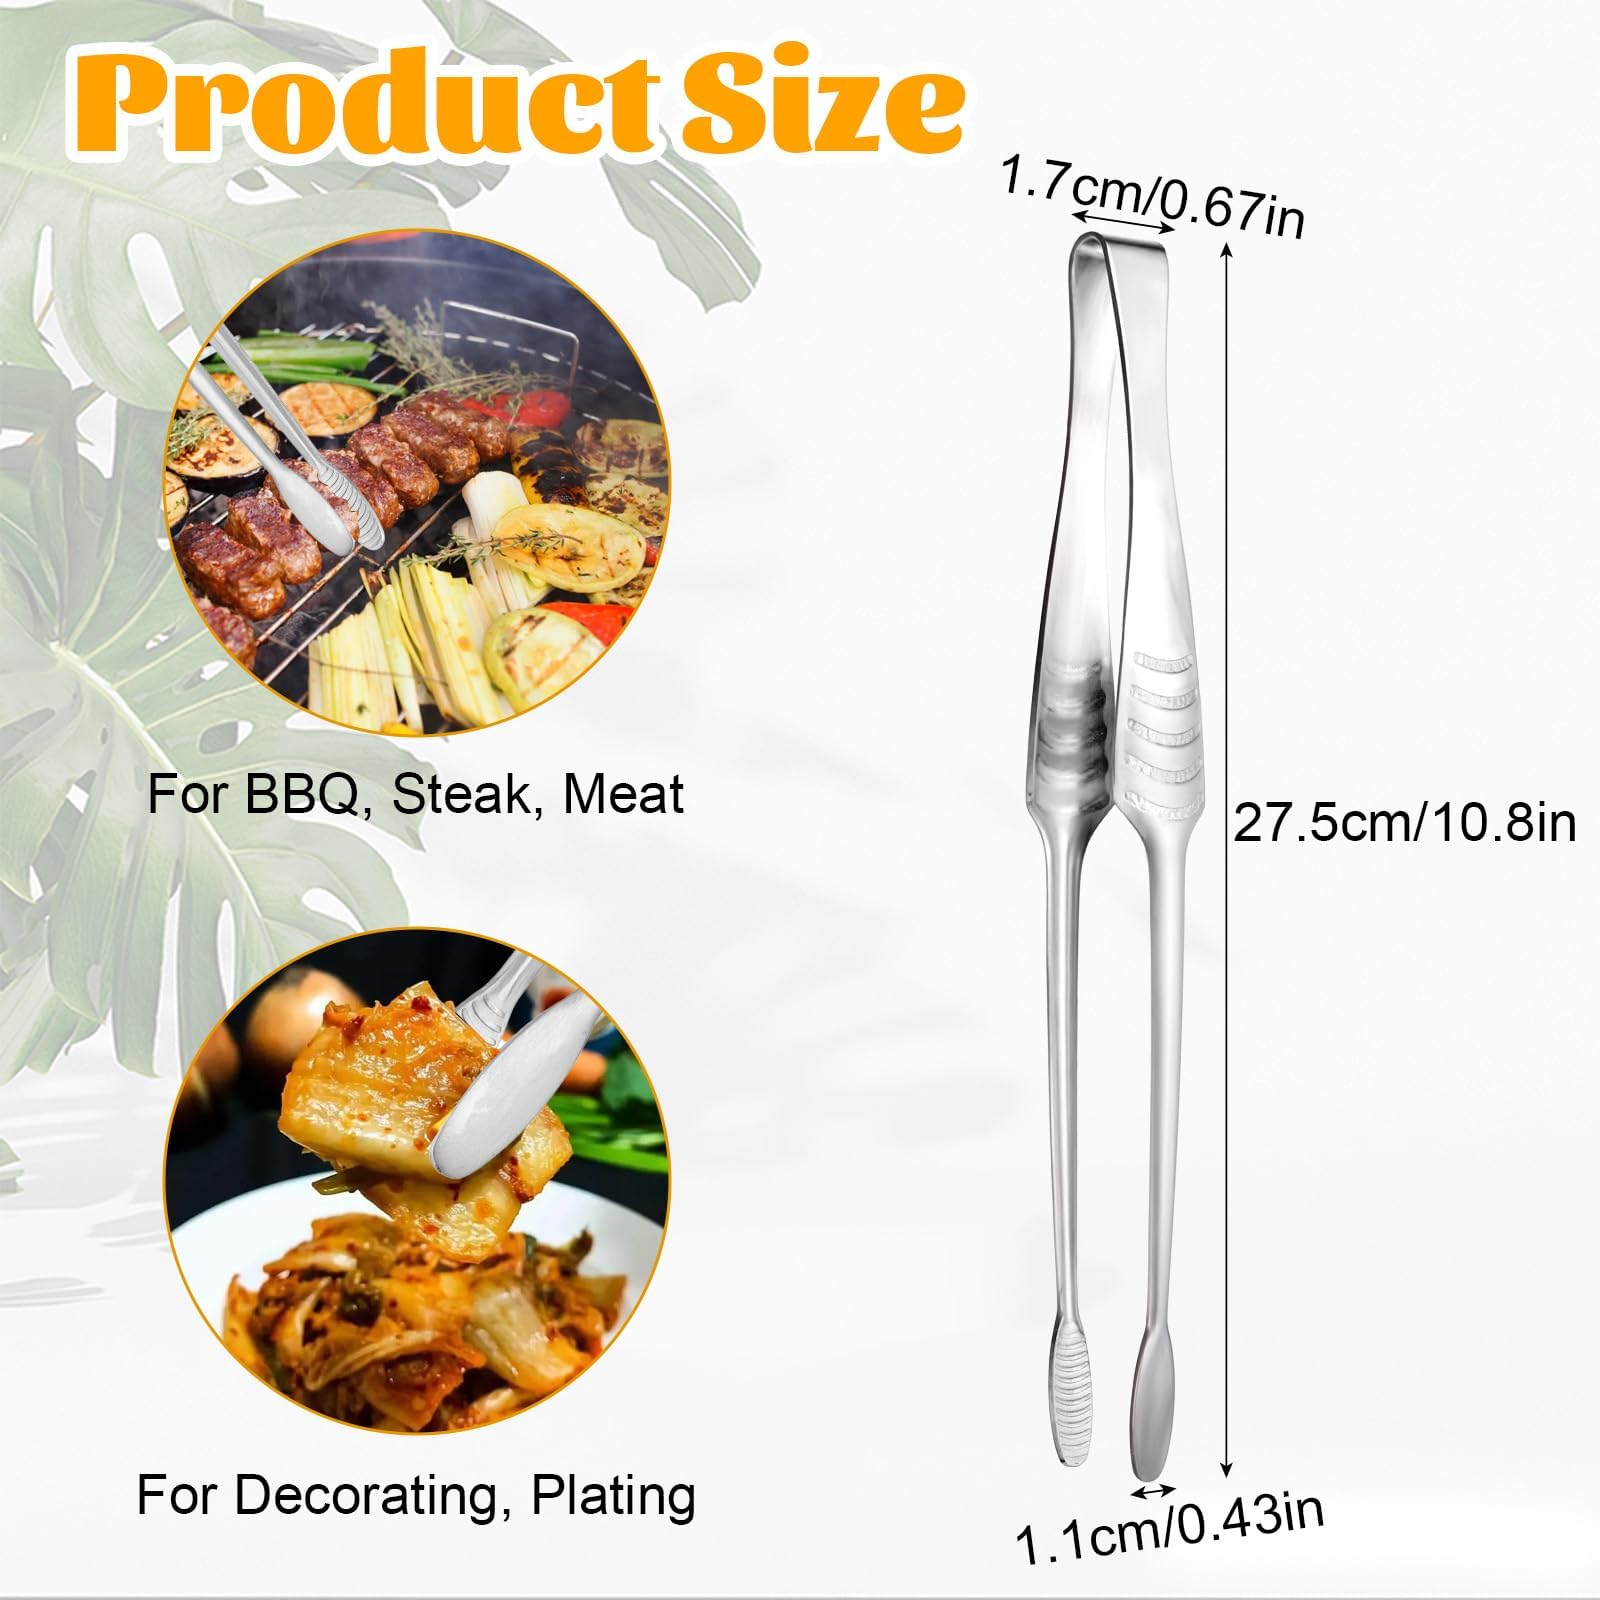 Product Size
1.7cm/0.67in
For BBQ, Steak, Meat
27.5cm/10.8in
For Decorating, Plating
1.1cm/0.43in